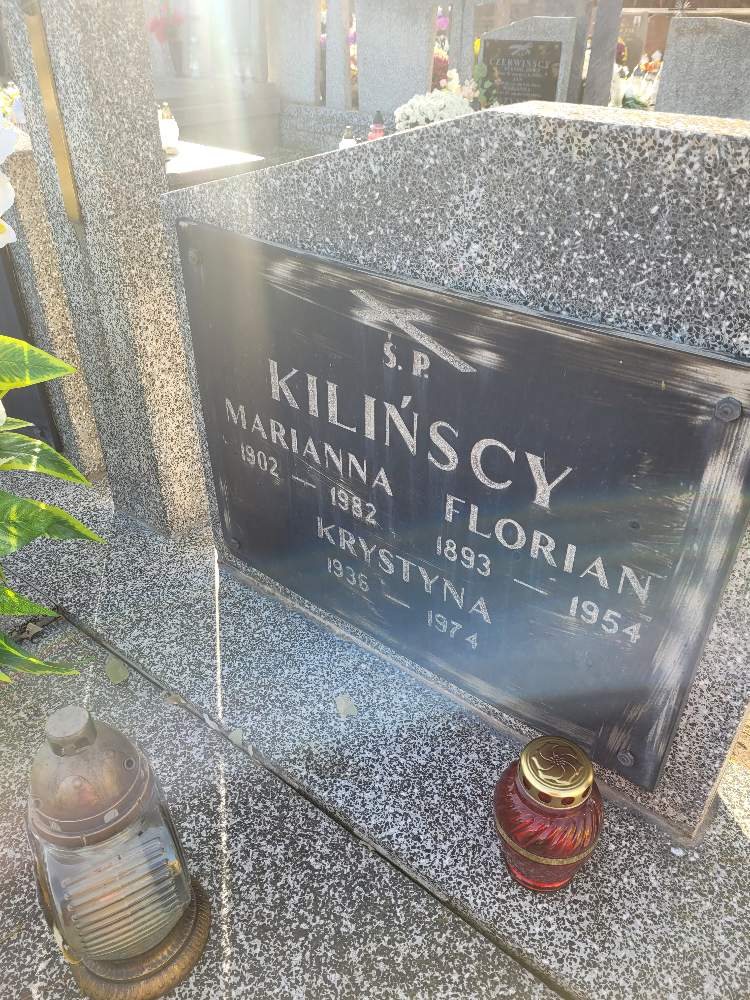 CZERWIŃSCY
Ś. P.
KILIŃSCY
MARIANNA FLORIAN
1902 — 1982 1893 — 1954
KRYSTYNA
1936 — 1974